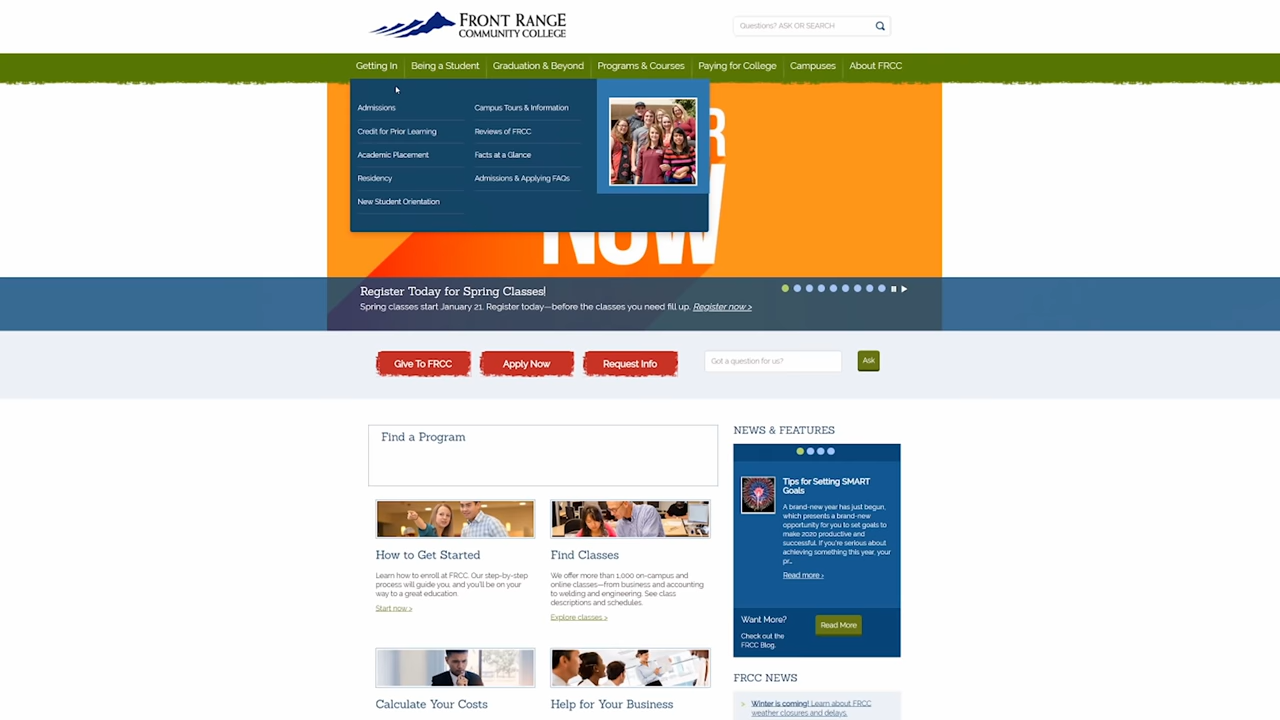 FRONT RANGE
COMMUNITY COLLEGE
Questions? ASK OR SEARCH
Getting In
Being a Student
Graduation & Beyond
Programs & Courses
Paying for College
Campuses
About FRCC
Admissions
Credit for Prior Learning
Academic Placement
Residency
New Student Orientation
Campus Tours & Information
Reviews of FRCC
Facts at a Glance
Admissions & Applying FAQs
NOW
Register Today for Spring Classes!
Spring classes start January 21. Register today—before the classes you need fill up. Register now >
Give To FRCC
Apply Now
Request Info
Got a question for us?
Ask
Find a Program
How to Get Started
Learn how to enroll at FRCC. Our step-by-step
process will guide you, and you'll be on your
way to a great education.
Start now >
Find Classes
We offer more than 1,000 on-campus and
online classes—from business and accounting
to welding and engineering. See class
descriptions and schedules.
Explore classes >
Calculate Your Costs
Help for Your Business
NEWS & FEATURES
Tips for Setting SMART
Goals
A brand-new year has just begun,
which presents a brand-new
opportunity for you to set goals to
make 2020 productive and
successful. If you're serious about
achieving something this year, your
pr...
Read more >
Want More?
Check out the
FRCC Blog.
Read More
FRCC NEWS
Winter is coming! Learn about FRCC
weather closures and delays.